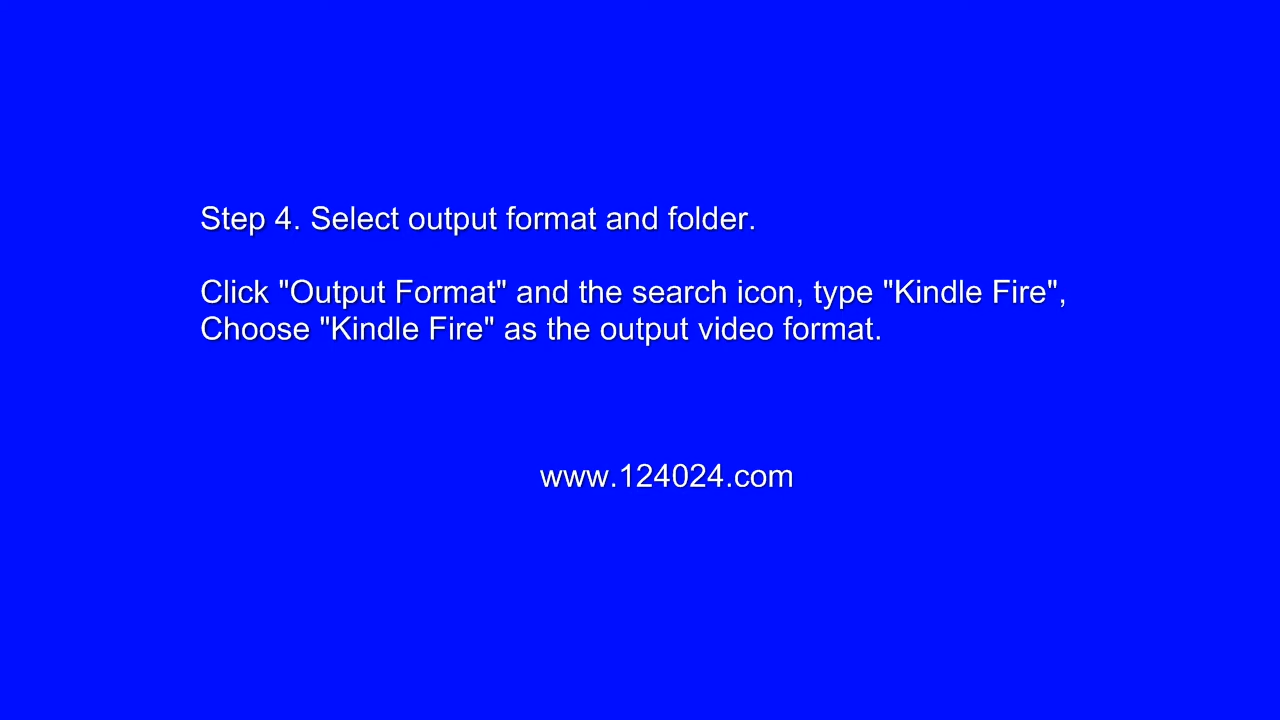 Step 4. Select output format and folder.
Click "Output Format" and the search icon, type "Kindle Fire",
Choose "Kindle Fire" as the output video format.
www.124024.com